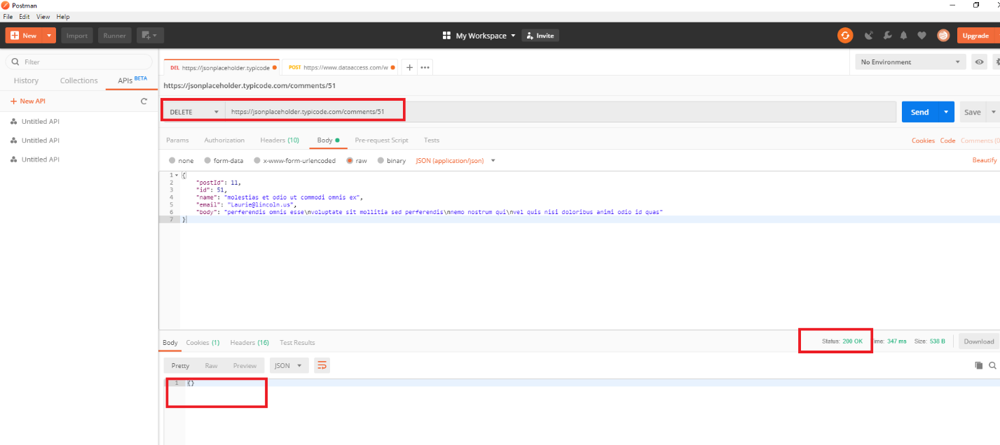 Postman
File Edit View Help
New Import Runner My Workspace Invite Upgrade
Filter
History Collections APIs BETA
+ New API
Untitled API
Untitled API
Untitled API
DEL https://jsonplaceholder.typicode POST https://www.dataaccess.com/w + No Environment
https://jsonplaceholder.typicode.com/comments/51
DELETE https://jsonplaceholder.typicode.com/comments/51 Send Save
Params Authorization Headers (10) Body Pre-request Script Tests Cookies Code Comments (0
none form-data x-www-form-urlencoded raw binary JSON (application/json) Beautify
1 {
2 "postId": 11,
3 "id": 51,
4 "name": "molestias et odio ut commodi omnis ex",
5 "email": "Laurie@lincoln.us",
6 "body": "perferendis omnis esse\nvoluptate sit mollitia sed perferendis\nnemo nostrum qui\nvel quis nisi doloribus animi odio id quas"
7 }
Body Cookies (1) Headers (16) Test Results Status: 200 OK ime: 347 ms Size: 538 B Download
Pretty Raw Preview JSON
1 {}